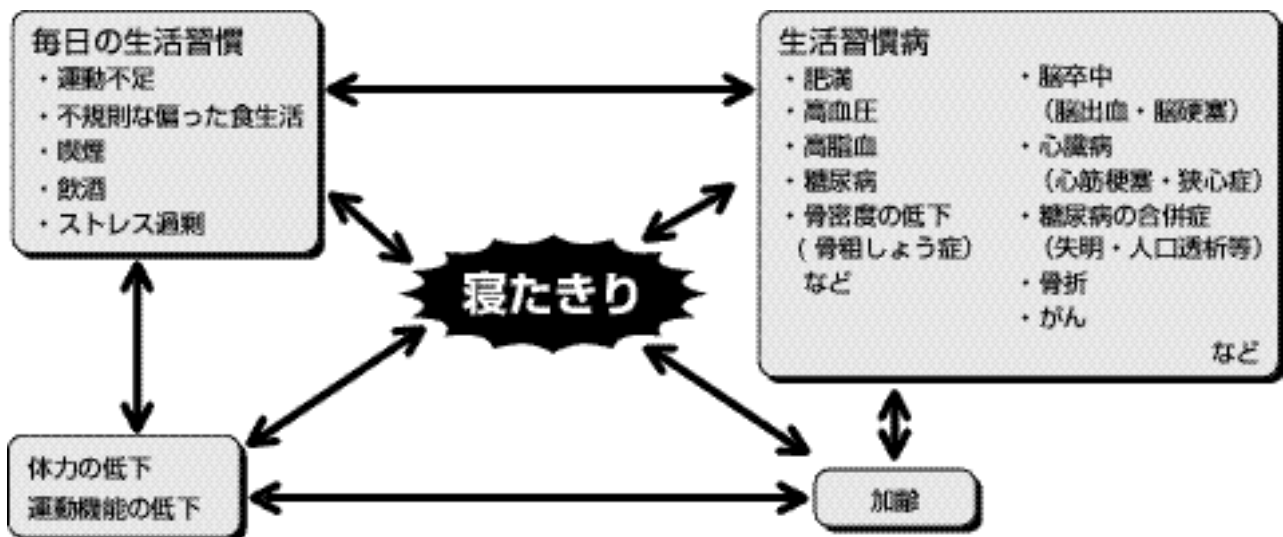 毎日の生活習慣
・運動不足
・不規則な偏った食生活
・喫煙
・飲酒
・ストレス過剰
生活習慣病
・肥満
・高血圧
・高脂血
・糖尿病
・骨密度の低下
(骨粗しょう症)
など
・脳卒中
(脳出血・脳硬塞)
・心臓病
(心筋梗塞・狭心症)
・糖尿病の合併症
(失明・人口透析等)
・骨折
・がん
など
寝たきり
体力の低下
運動機能の低下
加齢